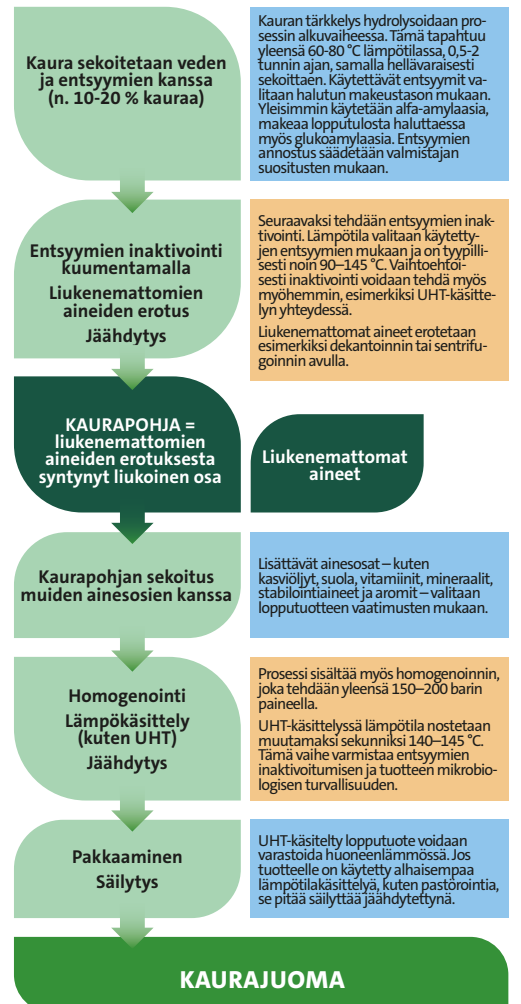 Kaura sekoitetaan veden
ja entsyymien kanssa
(n. 10-20 % kauraa)
Kauran tärkkelys hydrolysoidaan pro-
sessin alkuvaiheessa. Tämä tapahtuu
yleensä 60-80 °C lämpötilassa, 0,5-2
tunnin ajan, samalla hellävaraisesti
sekoittaen. Käytettävät entsyymit va-
litaan halutun makeustason mukaan.
Yleisimmin käytetään alfa-amylaasia,
makeaa lopputulosta haluttaessa
myös glukoamylaasia. Entsyymien
annostus säädetään valmistajan
suositusten mukaan.
Entsyymien inaktivointi
kuumentamalla
Liukenemattomien
aineiden erotus
Jäähdytys
Seuraavaksi tehdään entsyymien inak-
tivointi. Lämpötila valitaan käytetty-
jen entsyymien mukaan ja on tyypilli-
sesti noin 90–145 °C. Vaihtoehtoi-
sesti inaktivointi voidaan tehdä myös
myöhemmin, esimerkiksi UHT-käsitte-
lyn yhteydessä.
Liukenemattomat aineet erotetaan
esimerkiksi dekantoinnin tai sentrifu-
goinnin avulla.
KAURAPOHJA =
liukenemattomien
aineiden erotuksesta
syntynyt liukoinen osa
Liukenemattomat
aineet
Kaurapohjan sekoitus
muiden ainesosien kanssa
Lisättävät ainesosat – kuten
kasviöljyt, suola, vitamiinit, mineraalit,
stabilointiaineet ja aromit – valitaan
lopputuotteen vaatimusten mukaan.
Homogenointi
Lämpökäsittely
(kuten UHT)
Jäähdytys
Prosessi sisältää myös homogenoinnin,
joka tehdään yleensä 150–200 barin
paineella.
UHT-käsittelyssä lämpötila nostetaan
muutamaksi sekunniksi 140–145 °C.
Tämä vaihe varmistaa entsyymien
inaktivoitumisen ja tuotteen mikrobio-
logisen turvallisuuden.
Pakkaaminen
Säilytys
UHT-käsitelty lopputuote voidaan
varastoida huoneenlämmössä. Jos
tuotteelle on käytetty alhaisempaa
lämpötilakäsittelyä, kuten pastörointia,
se pitää säilyttää jäähdytettynä.
KAURAJUOMA